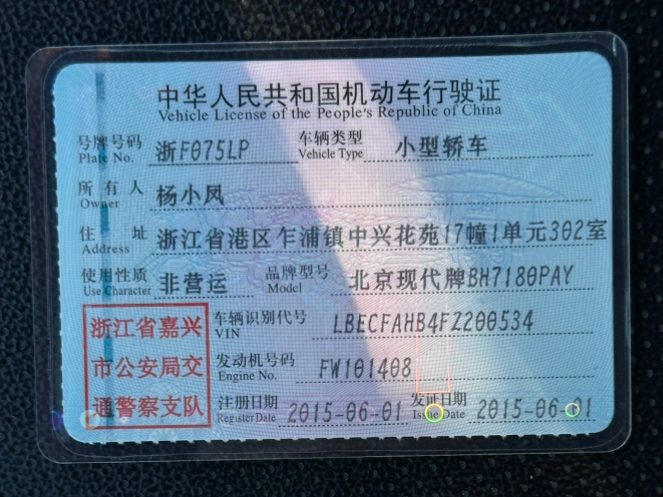 中华人民共和国机动车行驶证
Vehicle License of the People's Republic of China
号牌号码 浙F075LP 车辆类型 小型轿车
Plate No. Vehicle Type
所有人 杨小凤
Owner
住址 浙江省港区乍浦镇中兴花苑17幢1单元302室
Address
使用性质 非营运 品牌型号 北京现代牌BH7180PAY
Use Character Model
浙江省嘉兴
市公安局交
通警察支队
车辆识别代号 LBECFAHB4FZ200534
VIN
发动机号码 FW101408
Engine No.
注册日期 2015-06-01 发证日期 2015-06-01
Register Date Issue Date